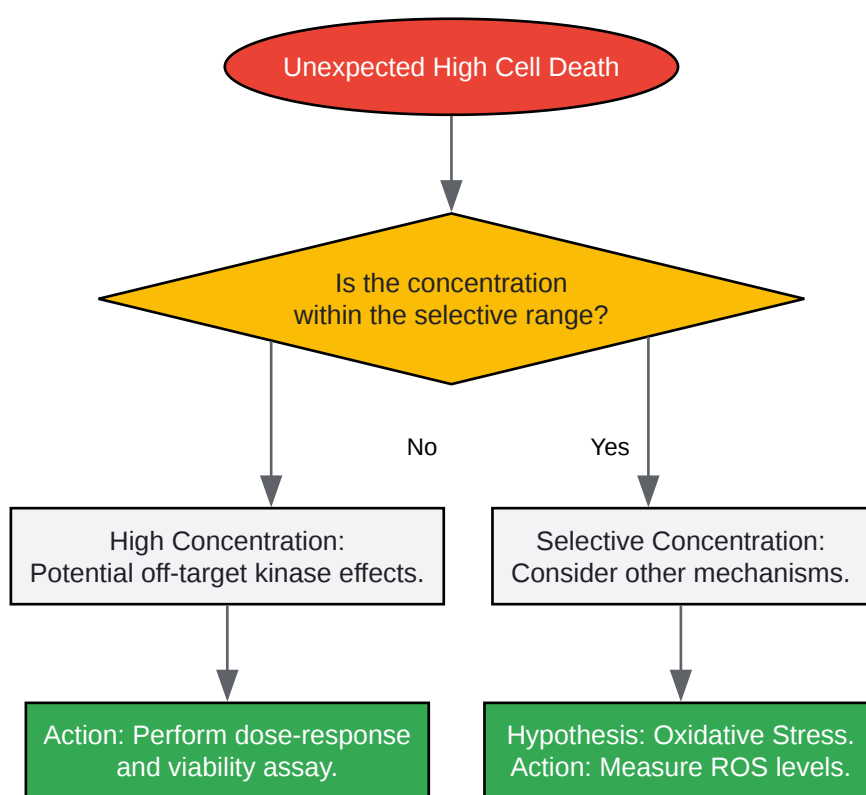 Unexpected High Cell Death
Is the concentration
within the selective range?
No
Yes
High Concentration:
Potential off-target kinase effects.
Selective Concentration:
Consider other mechanisms.
Action: Perform dose-response
and viability assay.
Hypothesis: Oxidative Stress.
Action: Measure ROS levels.